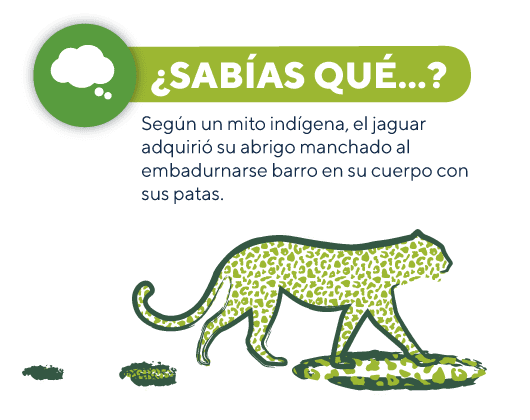 ¿SABÍAS QUÉ...?
Según un mito indígena, el jaguar
adquirió su abrigo manchado al
embadurnarse barro en su cuerpo con
sus patas.